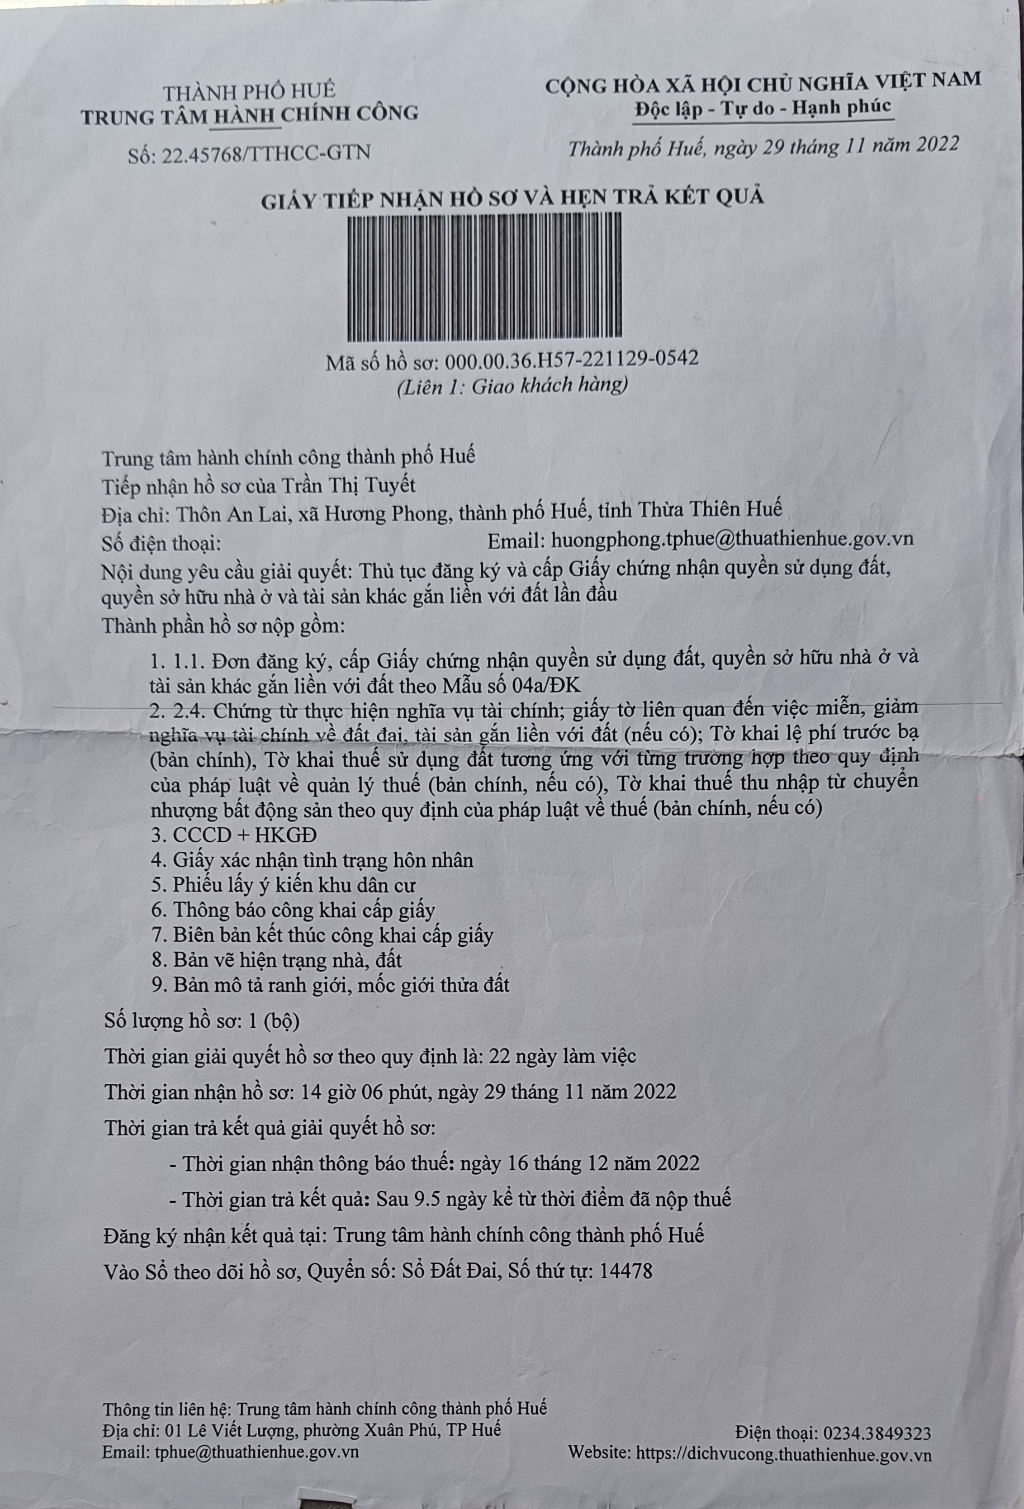 THÀNH PHỐ HUẾ
TRUNG TÂM HÀNH CHÍNH CÔNG
Số: 22.45768/TTHCC-GTN
CỘNG HÒA XÃ HỘI CHỦ NGHĨA VIỆT NAM
Độc lập - Tự do - Hạnh phúc
Thành phố Huế, ngày 29 tháng 11 năm 2022
GIẤY TIẾP NHẬN HỒ SƠ VÀ HẸN TRẢ KẾT QUẢ
Mã số hồ sơ: 000.00.36.H57-221129-0542
(Liên 1: Giao khách hàng)
Trung tâm hành chính công thành phố Huế
Tiếp nhận hồ sơ của Trần Thị Tuyết
Địa chỉ: Thôn An Lai, xã Hương Phong, thành phố Huế, tỉnh Thừa Thiên Huế
Số điện thoại: Email: huongphong.tphue@thuathienhue.gov.vn
Nội dung yêu cầu giải quyết: Thủ tục đăng ký và cấp Giấy chứng nhận quyền sử dụng đất,
quyền sở hữu nhà ở và tài sản khác gắn liền với đất lần đầu
Thành phần hồ sơ nộp gồm:
1. 1.1. Đơn đăng ký, cấp Giấy chứng nhận quyền sử dụng đất, quyền sở hữu nhà ở và
tài sản khác gắn liền với đất theo Mẫu số 04a/ĐK
2. 2.4. Chứng từ thực hiện nghĩa vụ tài chính; giấy tờ liên quan đến việc miễn, giảm
nghĩa vụ tài chính về đất đai, tài sản gắn liền với đất (nếu có); Tờ khai lệ phí trước bạ
(bản chính), Tờ khai thuế sử dụng đất tương ứng với từng trường hợp theo quy định
của pháp luật về quản lý thuế (bản chính, nếu có), Tờ khai thuế thu nhập từ chuyển
nhượng bất động sản theo quy định của pháp luật về thuế (bản chính, nếu có)
3. CCCD + HKGĐ
4. Giấy xác nhận tình trạng hôn nhân
5. Phiếu lấy ý kiến khu dân cư
6. Thông báo công khai cấp giấy
7. Biên bản kết thúc công khai cấp giấy
8. Bản vẽ hiện trạng nhà, đất
9. Bản mô tả ranh giới, mốc giới thửa đất
Số lượng hồ sơ: 1 (bộ)
Thời gian giải quyết hồ sơ theo quy định là: 22 ngày làm việc
Thời gian nhận hồ sơ: 14 giờ 06 phút, ngày 29 tháng 11 năm 2022
Thời gian trả kết quả giải quyết hồ sơ:
- Thời gian nhận thông báo thuế: ngày 16 tháng 12 năm 2022
- Thời gian trả kết quả: Sau 9.5 ngày kể từ thời điểm đã nộp thuế
Đăng ký nhận kết quả tại: Trung tâm hành chính công thành phố Huế
Vào Sổ theo dõi hồ sơ, Quyển số: Sổ Đất Đai, Số thứ tự: 14478
Thông tin liên hệ: Trung tâm hành chính công thành phố Huế
Địa chỉ: 01 Lê Viết Lượng, phường Xuân Phú, TP Huế
Email: tphue@thuathienhue.gov.vn
Điện thoại: 0234.3849323
Website: https://dichvucong.thuathienhue.gov.vn